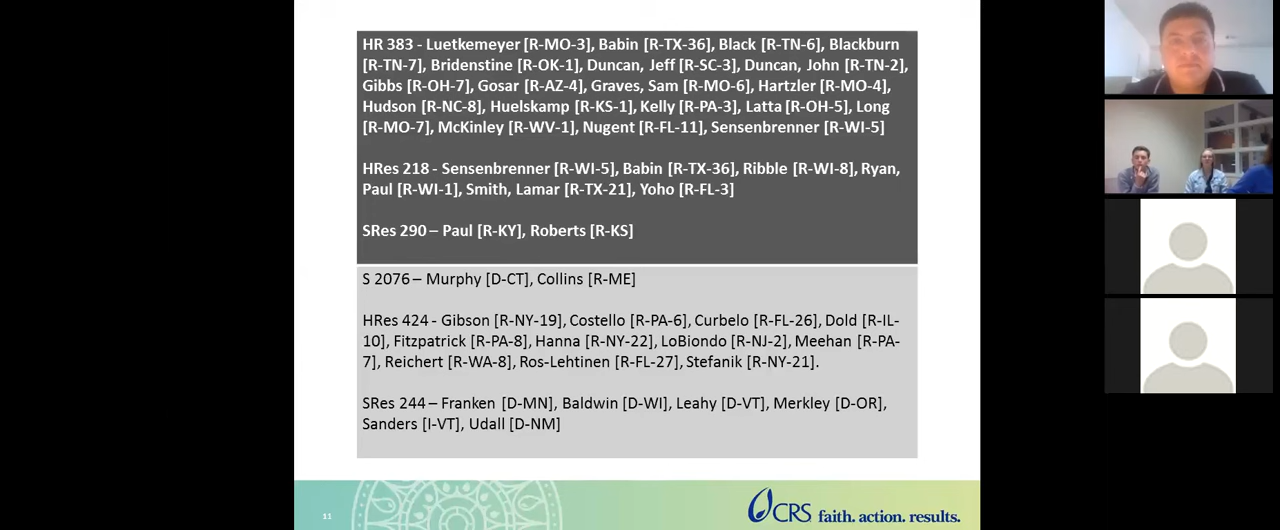 HR 383 - Luetkemeyer [R-MO-3], Babin [R-TX-36], Black [R-TN-6], Blackburn
[R-TN-7], Bridenstine [R-OK-1], Duncan, Jeff [R-SC-3], Duncan, John [R-TN-2],
Gibbs [R-OH-7], Gosar [R-AZ-4], Graves, Sam [R-MO-6], Hartzler [R-MO-4],
Hudson [R-NC-8], Huelskamp [R-KS-1], Kelly [R-PA-3], Latta [R-OH-5], Long
[R-MO-7], McKinley [R-WV-1], Nugent [R-FL-11], Sensenbrenner [R-WI-5]
HRes 218 - Sensenbrenner [R-WI-5], Babin [R-TX-36], Ribble [R-WI-8], Ryan,
Paul [R-WI-1], Smith, Lamar [R-TX-21], Yoho [R-FL-3]
SRes 290 – Paul [R-KY], Roberts [R-KS]
S 2076 – Murphy [D-CT], Collins [R-ME]
HRes 424 - Gibson [R-NY-19], Costello [R-PA-6], Curbelo [R-FL-26], Dold [R-IL-
10], Fitzpatrick [R-PA-8], Hanna [R-NY-22], LoBiondo [R-NJ-2], Meehan [R-PA-
7], Reichert [R-WA-8], Ros-Lehtinen [R-FL-27], Stefanik [R-NY-21].
SRes 244 – Franken [D-MN], Baldwin [D-WI], Leahy [D-VT], Merkley [D-OR],
Sanders [I-VT], Udall [D-NM]
11
CRS faith. action. results.